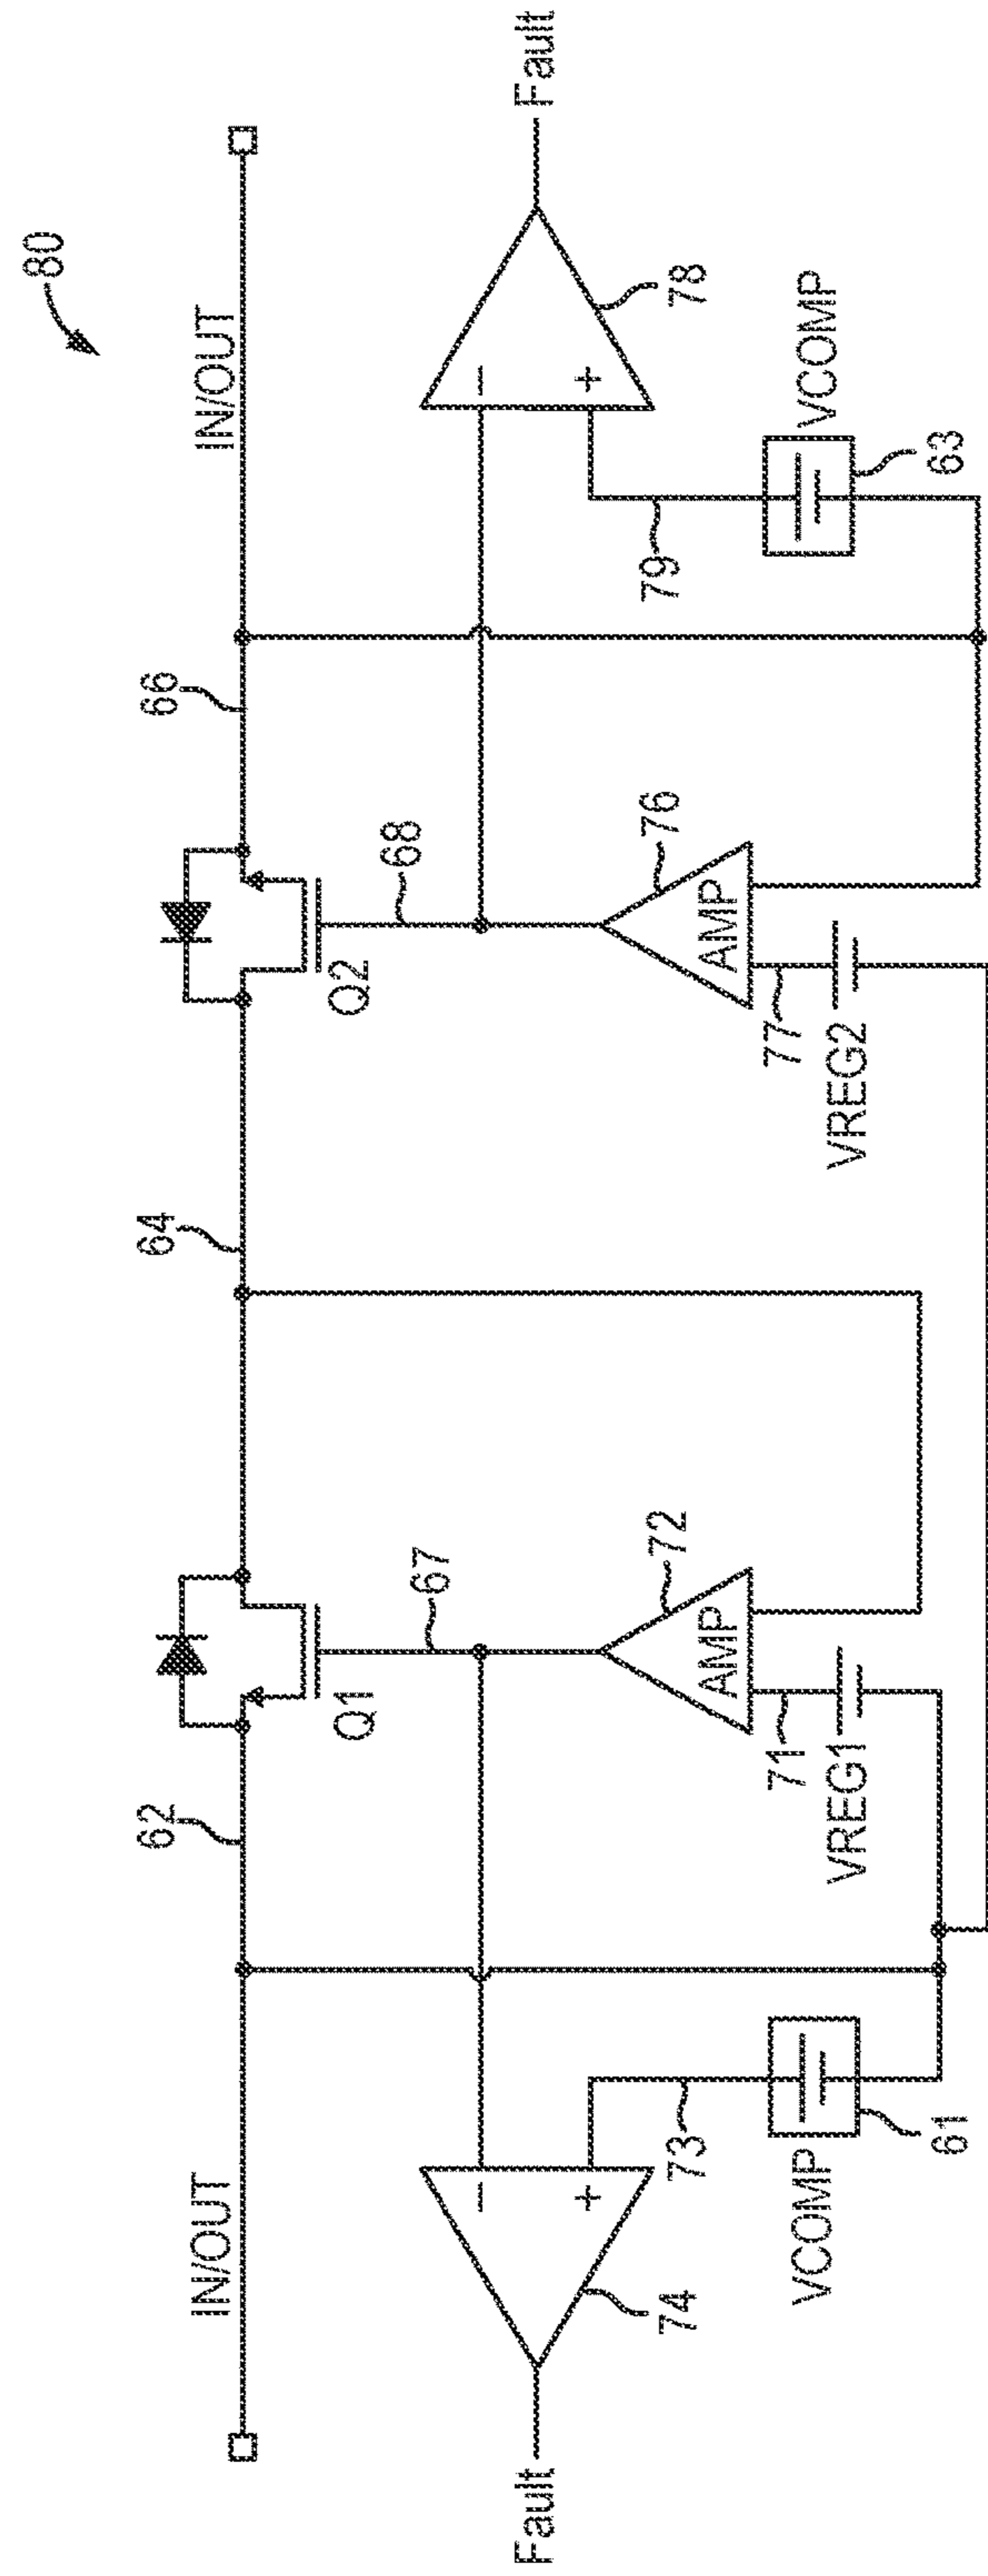 80
IN/OUT
IN/OUT
62
64
66
Q1
Q2
67
68
Fault
Fault
-
+
-
+
74
72
76
78
AMP
AMP
73
71
77
79
VCOMP
VREG1
VREG2
VCOMP
61
63